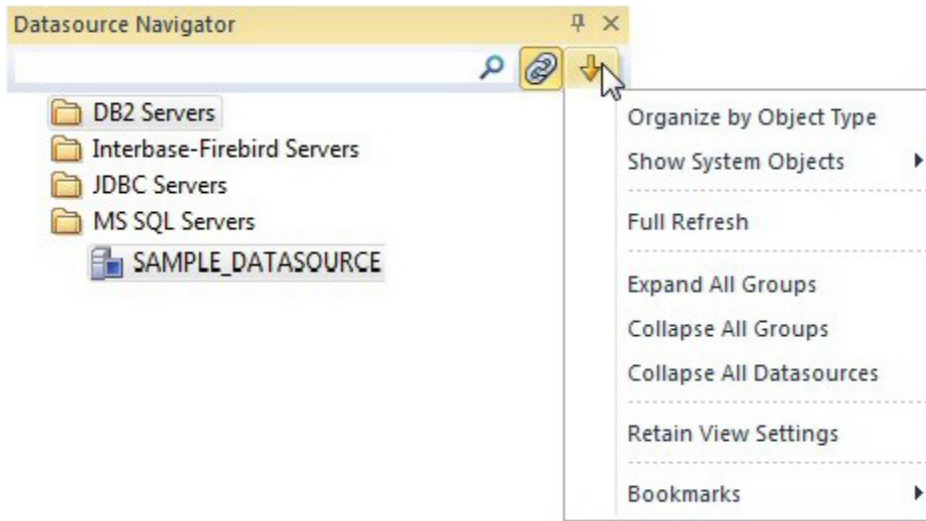 Datasource Navigator
DB2 Servers
Interbase-Firebird Servers
JDBC Servers
MS SQL Servers
SAMPLE_DATASOURCE
Organize by Object Type
Show System Objects
Full Refresh
Expand All Groups
Collapse All Groups
Collapse All Datasources
Retain View Settings
Bookmarks